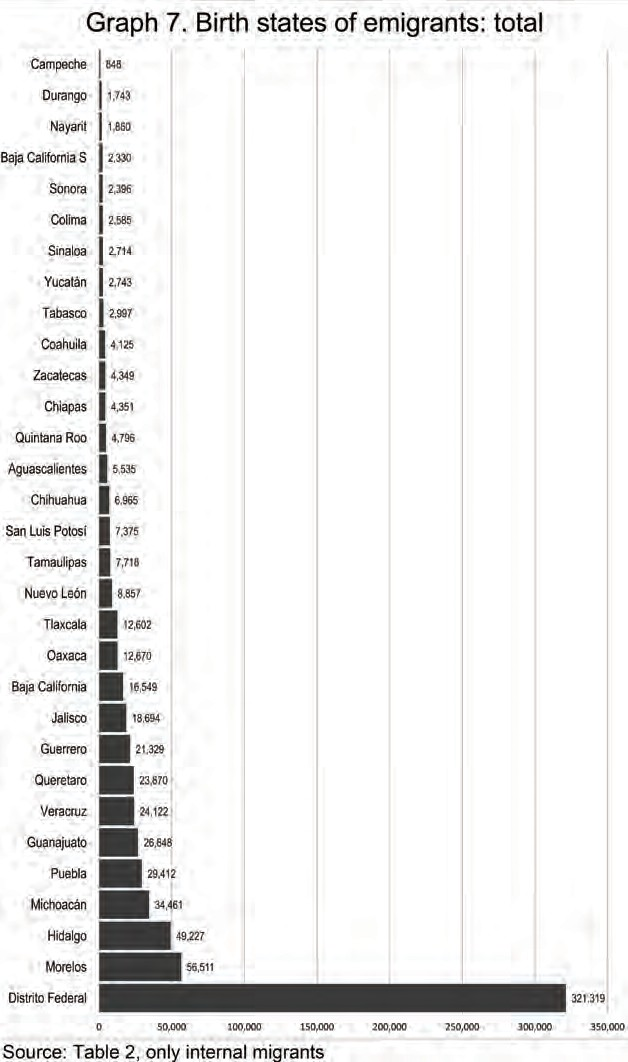 Graph 7. Birth states of emigrants: total
Campeche 848
Durango 1,743
Nayarit 1,860
Baja California S 2,330
Sonora 2,396
Colima 2,585
Sinaloa 2,714
Yucatán 2,743
Tabasco 2,997
Coahuila 4,125
Zacatecas 4,349
Chiapas 4,351
Quintana Roo 4,796
Aguascalientes 5,535
Chihuahua 6,965
San Luis Potosí 7,375
Tamaulipas 7,718
Nuevo León 8,857
Tlaxcala 12,602
Oaxaca 12,670
Baja California 16,549
Jalisco 18,694
Guerrero 21,329
Queretaro 23,870
Veracruz 24,122
Guanajuato 26,648
Puebla 29,412
Michoacán 34,461
Hidalgo 49,227
Morelos 56,511
Distrito Federal 321,319
0 50,000 100,000 150,000 200,000 250,000 300,000 350,000
Source: Table 2, only internal migrants